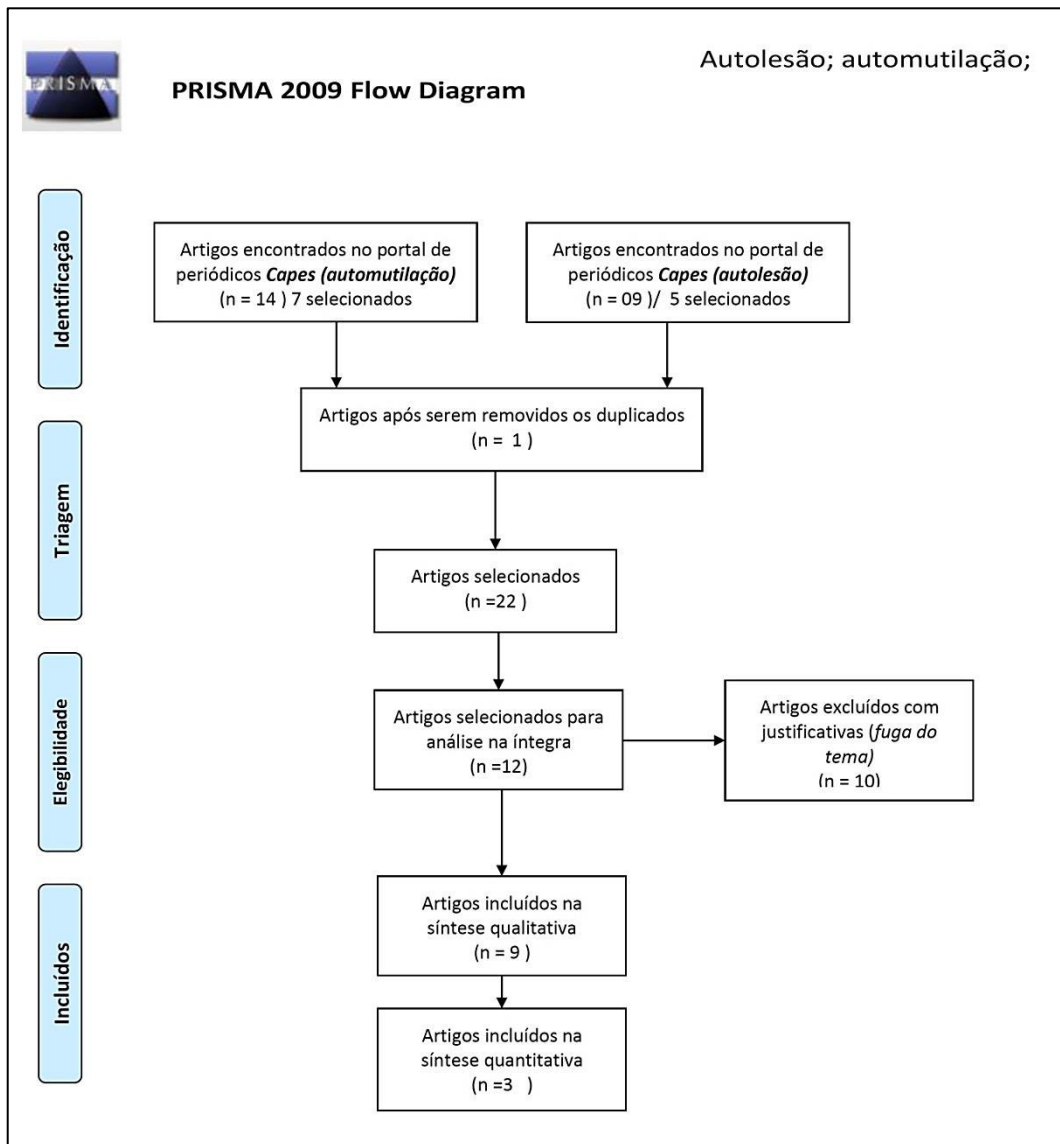 Autolesão; automutilação;
PRISMA
PRISMA 2009 Flow Diagram
Identificação
Artigos encontrados no portal de
periódicos Capes (automutilação)
(n = 14 ) 7 selecionados
Artigos encontrados no portal de
periódicos Capes (autolesão)
(n = 09 )/ 5 selecionados
Artigos após serem removidos os duplicados
(n = 1 )
Triagem
Artigos selecionados
(n =22 )
Elegibilidade
Artigos selecionados para
análise na íntegra
(n =12)
Artigos excluídos com
justificativas (fuga do
tema)
(n = 10)
Incluídos
Artigos incluídos na
síntese qualitativa
(n = 9 )
Artigos incluídos na
síntese quantitativa
(n =3 )